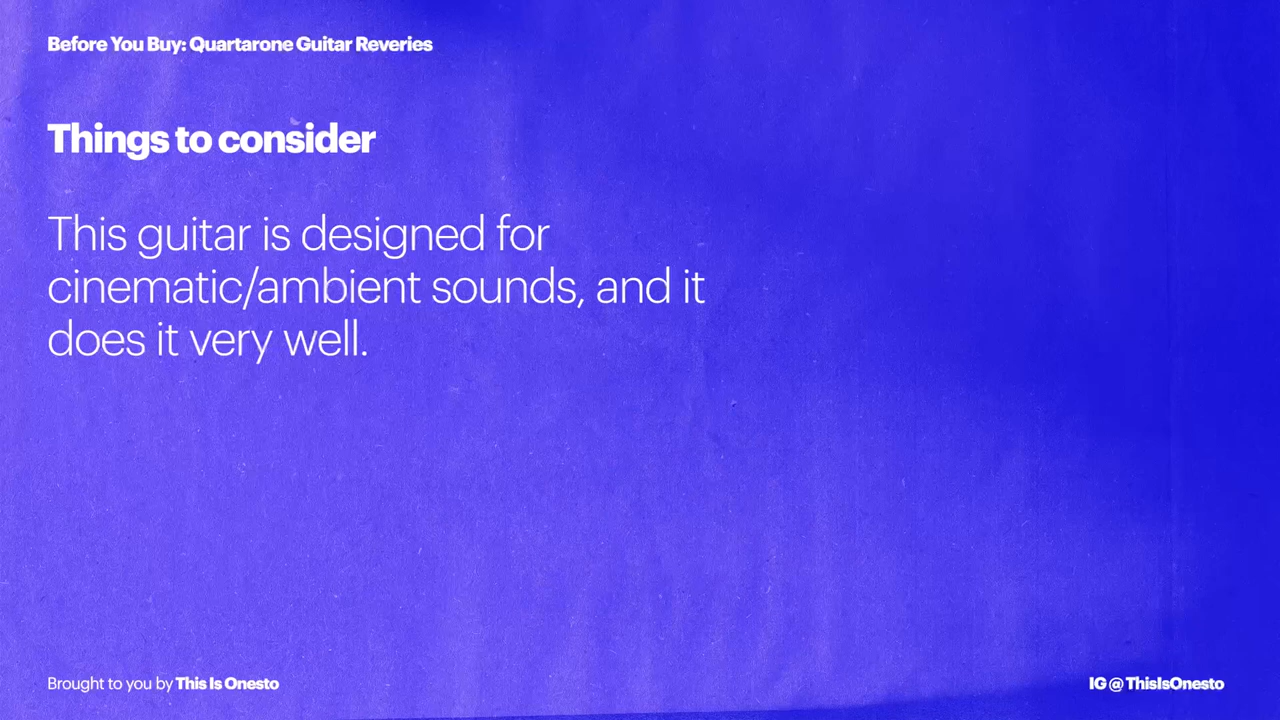 Before You Buy: Quartarone Guitar Reveries
Things to consider
This guitar is designed for
cinematic/ambient sounds, and it
does it very well.
Brought to you by This Is Onesto
IG @ ThisIsOnesto